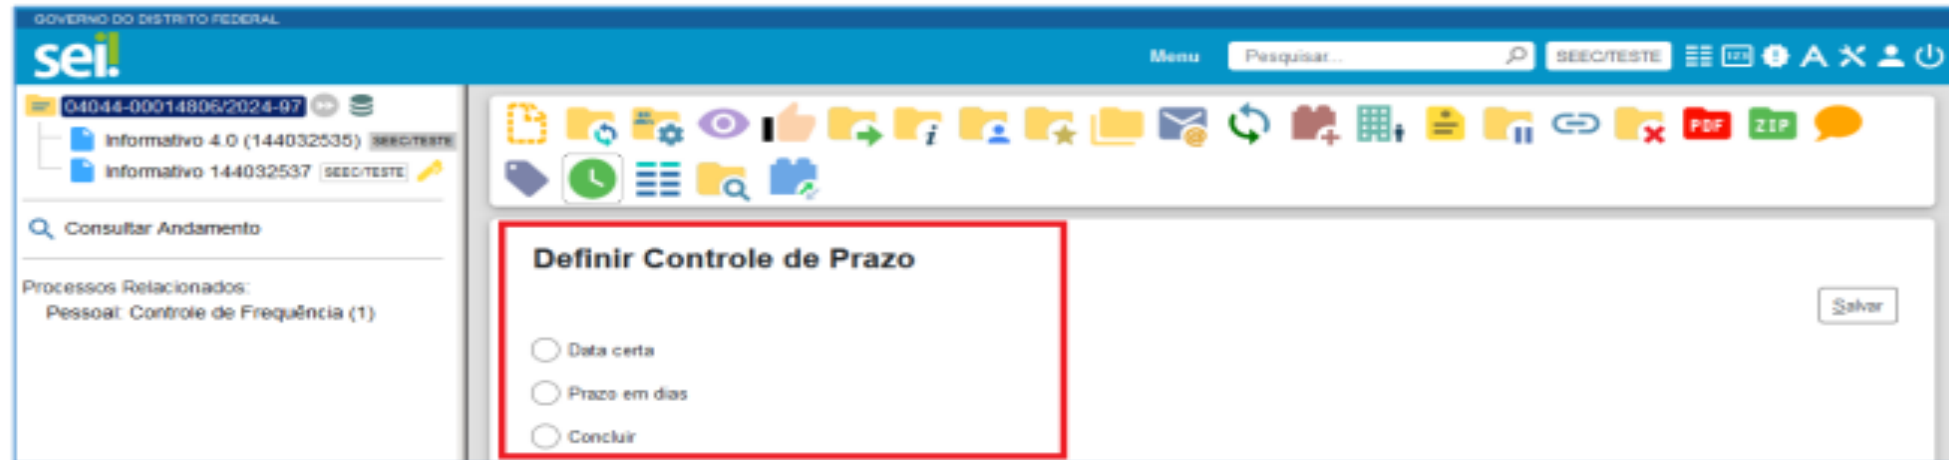 GOVERNO DO DISTRITO FEDERAL
sei!
Menu
Pesquisar...
SEEC/TESTE
04044-00014806/2024-97
Informativo 4.0 (144032535) SEEC/TESTE
Informativo 144032537 SEEC/TESTE
Consultar Andamento
Processos Relacionados:
Pessoal: Controle de Frequência (1)
PDF
ZIP
Definir Controle de Prazo
Salvar
Data certa
Prazo em dias
Concluir